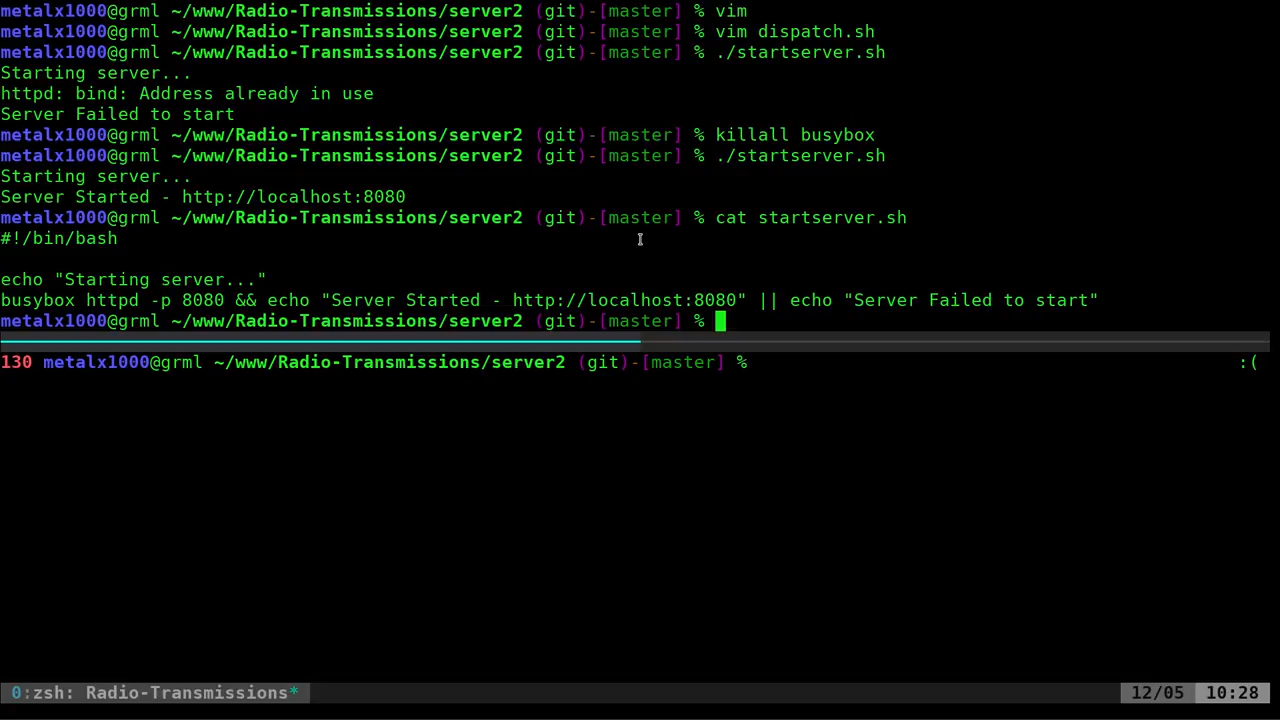 metalx1000@grml ~/www/Radio-Transmissions/server2 (git)-[master] % vim
metalx1000@grml ~/www/Radio-Transmissions/server2 (git)-[master] % vim dispatch.sh
metalx1000@grml ~/www/Radio-Transmissions/server2 (git)-[master] % ./startserver.sh
Starting server...
httpd: bind: Address already in use
Server Failed to start
metalx1000@grml ~/www/Radio-Transmissions/server2 (git)-[master] % killall busybox
metalx1000@grml ~/www/Radio-Transmissions/server2 (git)-[master] % ./startserver.sh
Starting server...
Server Started - http://localhost:8080
metalx1000@grml ~/www/Radio-Transmissions/server2 (git)-[master] % cat startserver.sh
#!/bin/bash

echo "Starting server..."
busybox httpd -p 8080 && echo "Server Started - http://localhost:8080" || echo "Server Failed to start"
metalx1000@grml ~/www/Radio-Transmissions/server2 (git)-[master] %
130 metalx1000@grml ~/www/Radio-Transmissions/server2 (git)-[master] % :(
0:zsh: Radio-Transmissions* 12/05 10:28